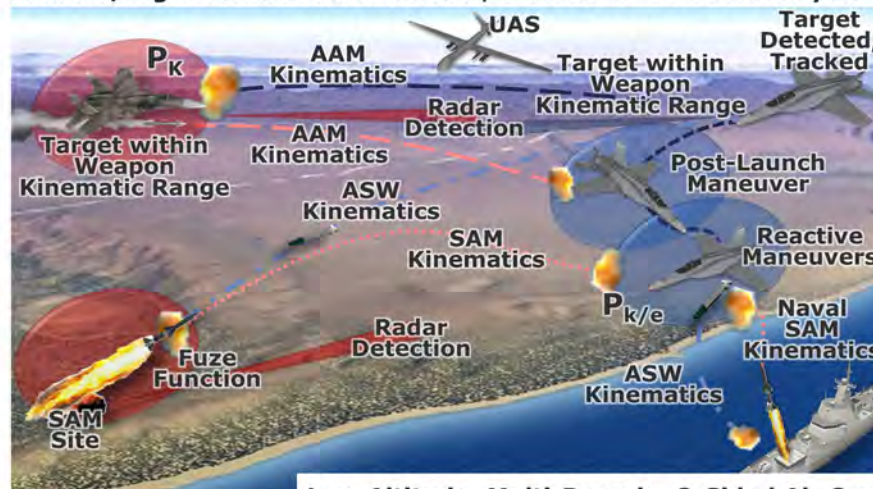 UAS
Target
Detected,
Tracked
PK
AAM
Kinematics
Target within
Weapon
Kinematic Range
Radar
Detection
AAM
Kinematics
Target within
Weapon
Kinematic Range
Post-Launch
Maneuver
ASW
Kinematics
SAM
Kinematics
Reactive
Maneuvers
Pk/e
Naval
SAM
Kinematics
Radar
Detection
Fuze
Function
ASW
Kinematics
SAM
Site